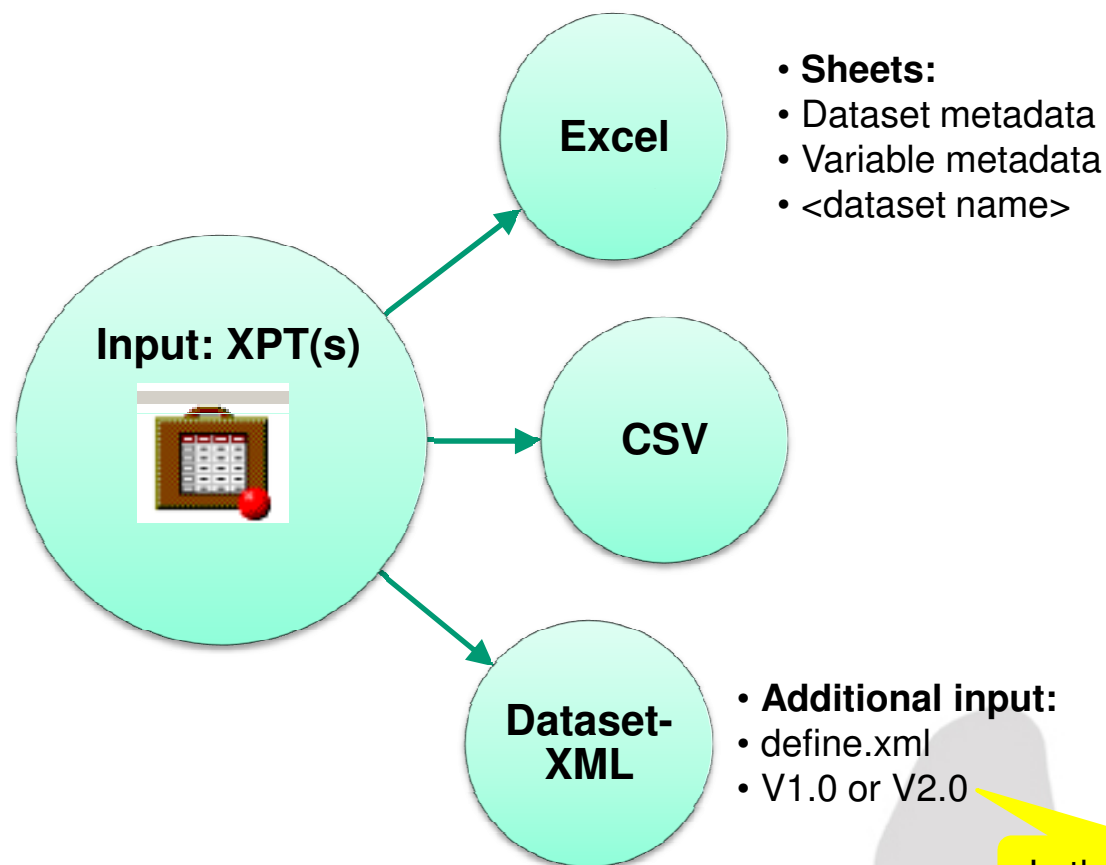 Excel
• Sheets:
• Dataset metadata
• Variable metadata
• <dataset name>
Input: XPT(s)
CSV
Dataset-
XML
• Additional input:
• define.xml
• V1.0 or V2.0